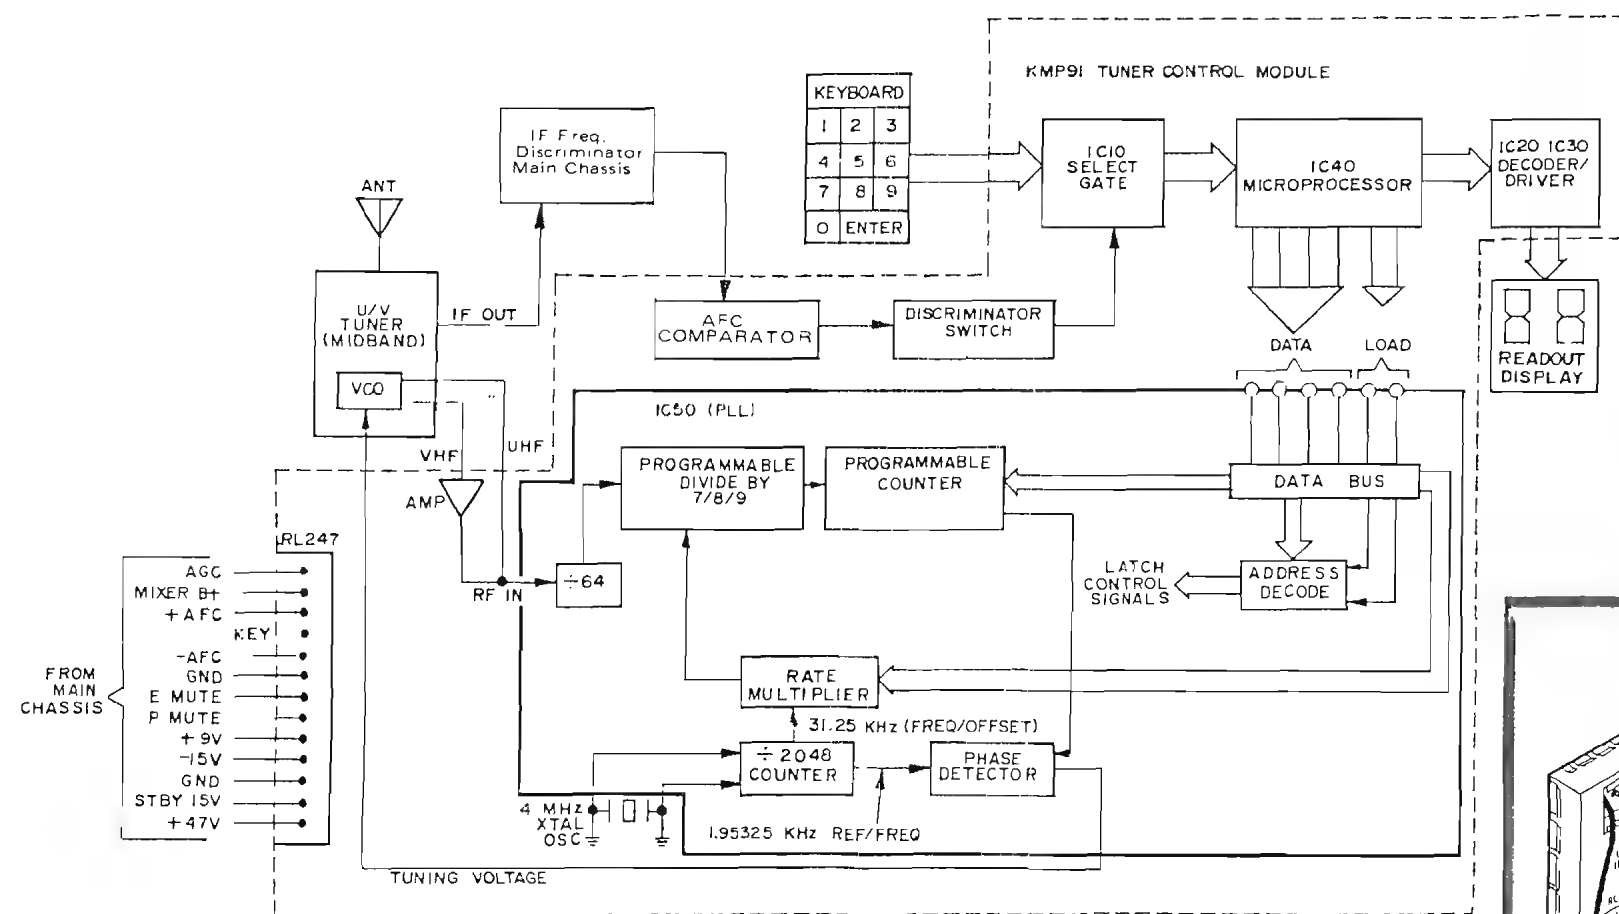 KMP91 TUNER CONTROL MODULE
KEYBOARD
1 2 3
4 5 6
7 8 9
0 ENTER
IF Freq.
Discriminator
Main Chassis
IC10
SELECT
GATE
IC40
MICROPROCESSOR
IC20 IC30
DECODER/
DRIVER
ANT
U/V
TUNER
(MIDBAND)
IF OUT
VCO
AFC
COMPARATOR
DISCRIMINATOR
SWITCH
DATA
LOAD
READOUT
DISPLAY
IC50 (PLL)
VHF
UHF
AMP
PROGRAMMABLE
DIVIDE BY
7/8/9
PROGRAMMABLE
COUNTER
DATA BUS
RL247
÷64
RF IN
LATCH
CONTROL
SIGNALS
ADDRESS
DECODE
FROM
MAIN
CHASSIS
AGC
MIXER B+
+AFC
KEY
-AFC
GND
E MUTE
P MUTE
+9V
-15V
GND
STBY 15V
+47V
RATE
MULTIPLIER
31.25 KHz (FREQ/OFFSET)
÷2048
COUNTER
PHASE
DETECTOR
4 MHz
XTAL
OSC
1.95325 KHz REF/FREQ
TUNING VOLTAGE